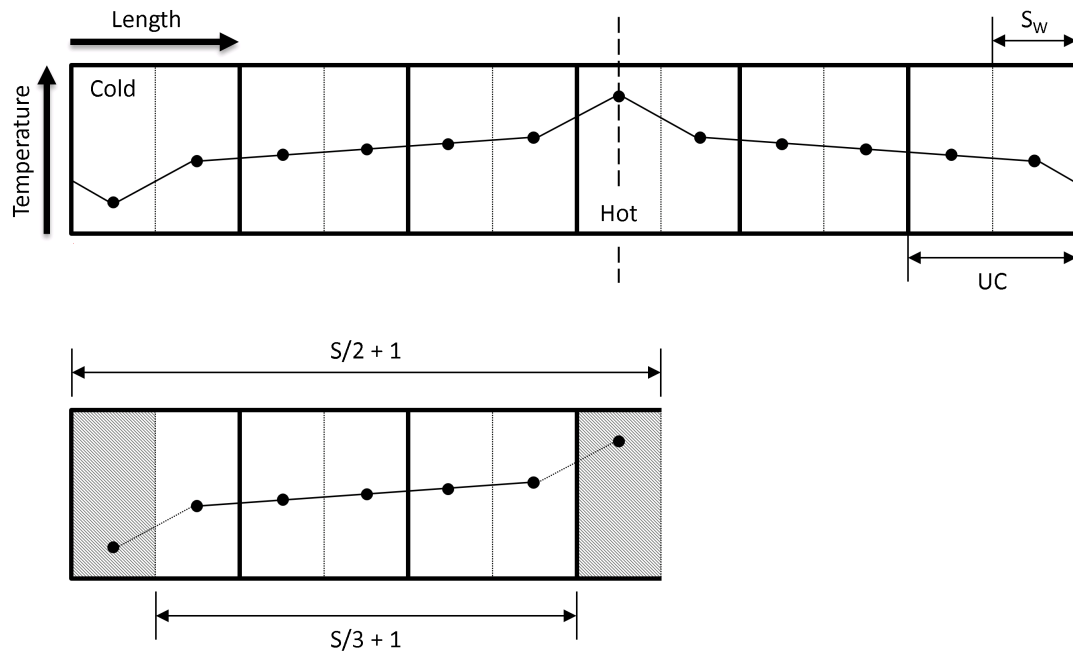 Length
S_W
Cold
Temperature
Hot
UC
S/2 + 1
S/3 + 1